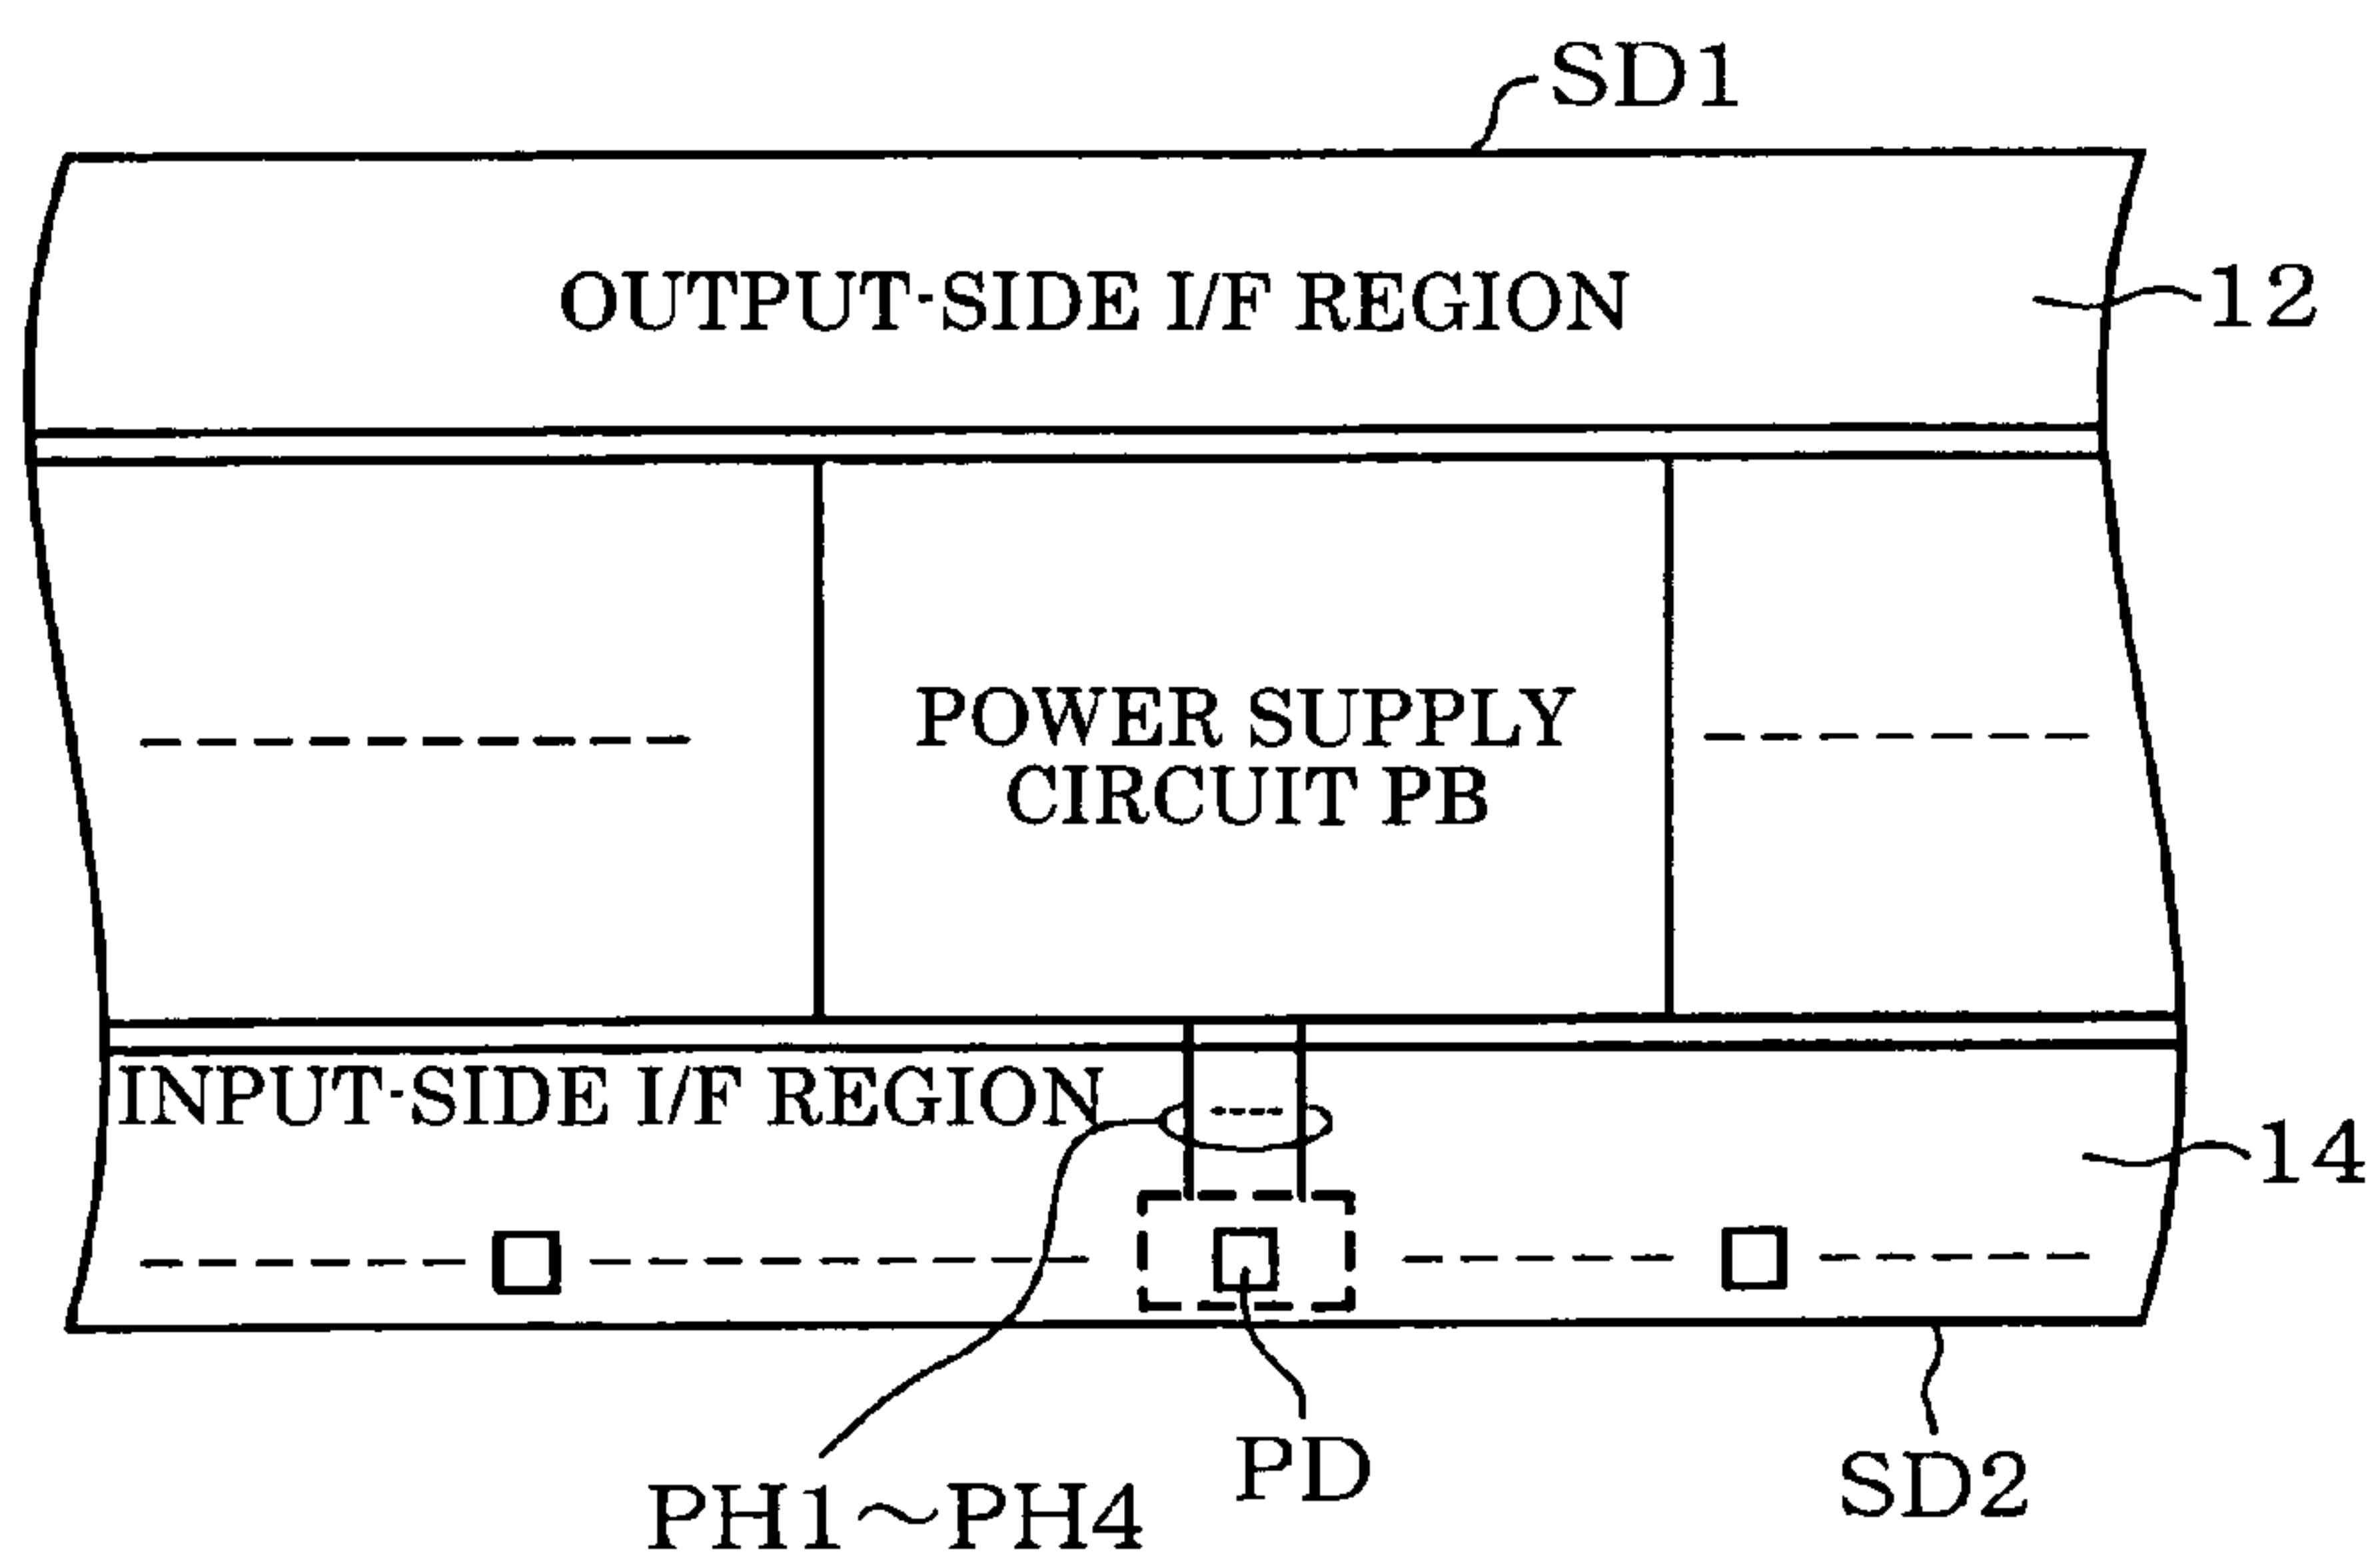 SD1
OUTPUT-SIDE I/F REGION
12
POWER SUPPLY
CIRCUIT PB
INPUT-SIDE I/F REGION
14
PD
SD2
PH1～PH4